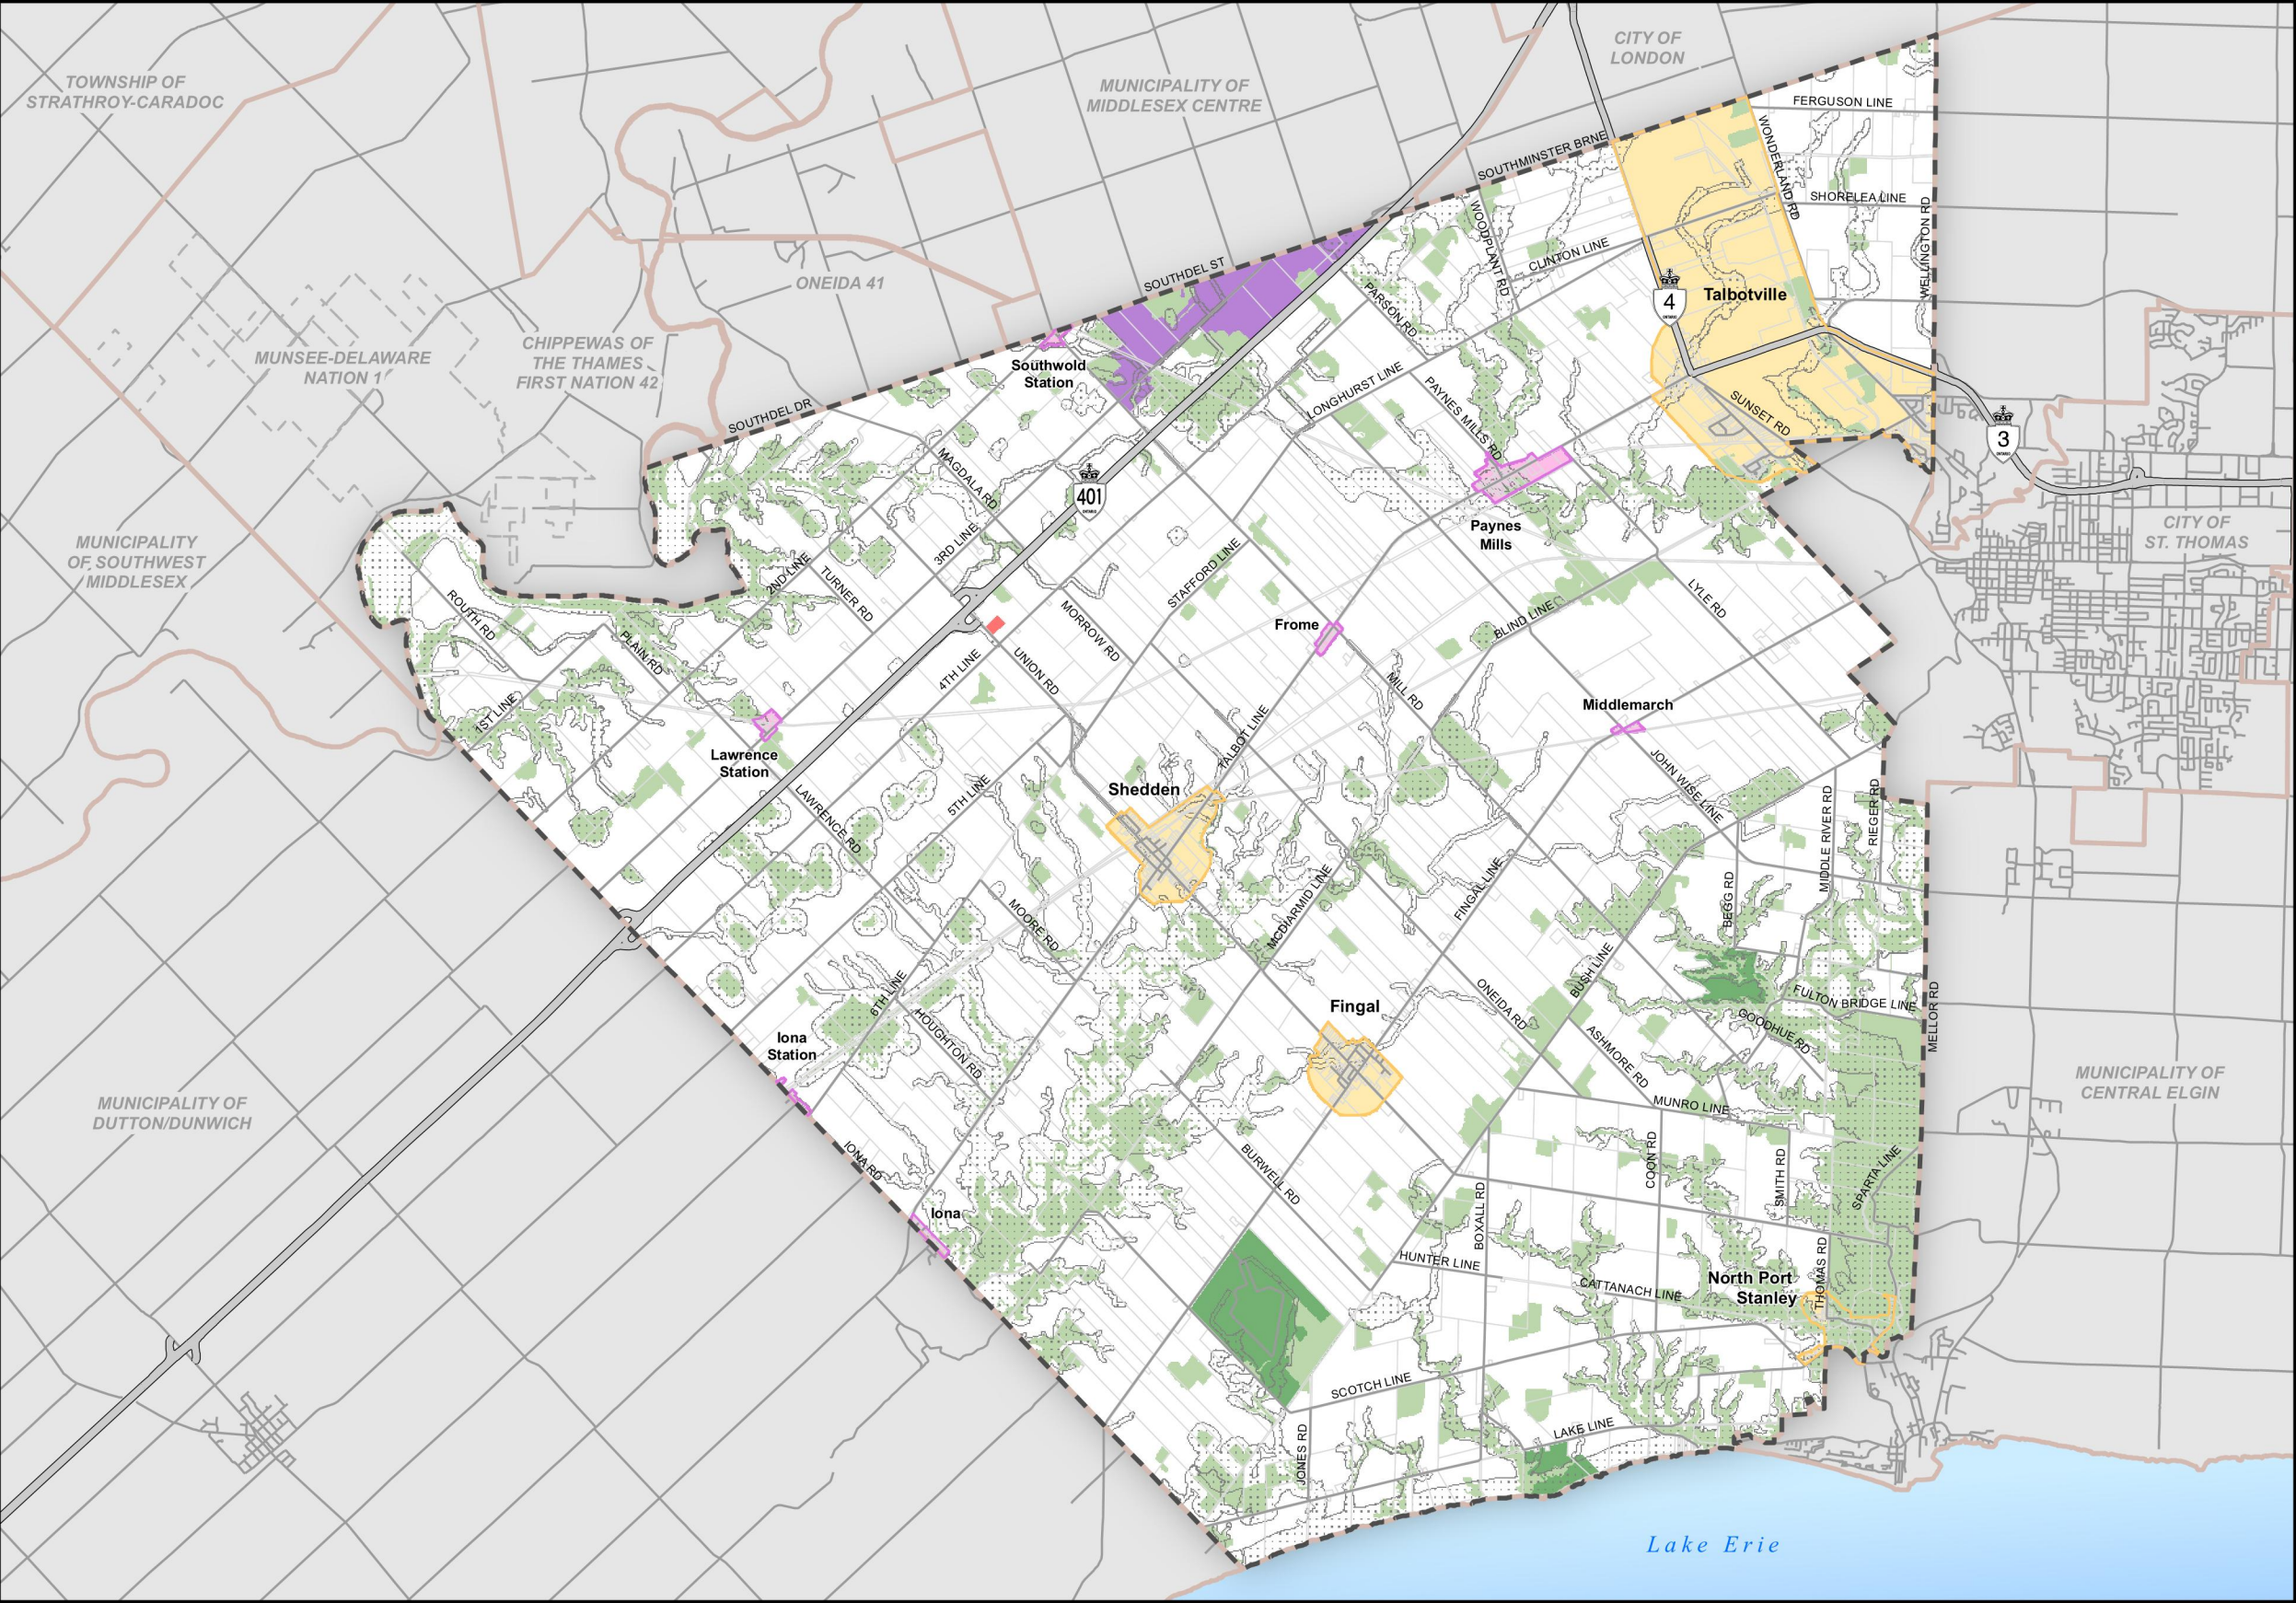 CITY OF
LONDON
TOWNSHIP OF
STRATHROY-CARADOC
MUNICIPALITY OF
MIDDLESEX CENTRE
FERGUSON LINE
WONDERLAND RD
SOUTHMINSTER BRNE
SHORELEA LINE
WELLINGTON RD
WOODPLANT RD
CLINTON LINE
SOUTHDEL ST
ONEIDA 41
4
ONTARIO
Talbotville
PARSON RD
CHIPPEWAS OF
THE THAMES
FIRST NATION 42
MUNSEE-DELAWARE
NATION 1
Southwold
Station
LONGHURST LINE
PAYNES MILLS RD
SUNSET RD
SOUTHDEL DR
3
ONTARIO
MAGDALA RD
401
ONTARIO
Paynes
Mills
CITY OF
ST. THOMAS
MUNICIPALITY
OF SOUTHWEST
MIDDLESEX
3RD LINE
STAFFORD LINE
2ND LINE
TURNER RD
LYLE RD
ROUTH RD
MORROW RD
Frome
BLIND LINE
PLAIN RD
4TH LINE
UNION RD
MILL RD
1ST LINE
Middlemarch
TALBOT LINE
Lawrence
Station
JOHN WISE LINE
Shedden
5TH LINE
LAWRENCE RD
MIDDLE RIVER RD
RIEGER RD
FINGAL LINE
BEGG RD
MCDIARMID LINE
MOORE RD
BUSH LINE
6TH LINE
ONEIDA RD
FULTON BRIDGE LINE
MELLOR RD
Fingal
GOODHUE RD
HOUGHTON RD
Iona
Station
ASHMORE RD
MUNICIPALITY OF
CENTRAL ELGIN
MUNRO LINE
MUNICIPALITY OF
DUTTON/DUNWICH
IONA RD
COON RD
SMITH RD
BURWELL RD
SPARTA LINE
BOXALL RD
Iona
HUNTER LINE
CATTANACH LINE
THOMAS RD
North Port
Stanley
SCOTCH LINE
LAKE LINE
JONES RD
Lake Erie